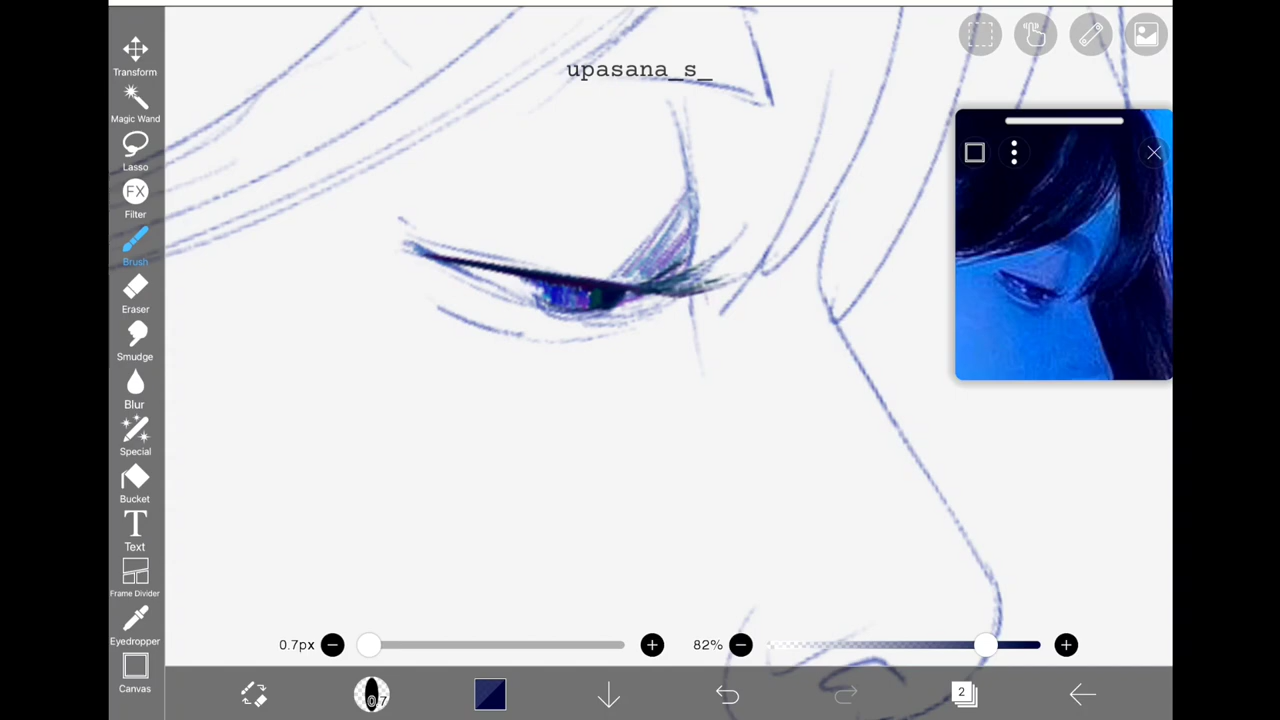 upasana_s_
Transform
Magic Wand
Lasso
FX
Filter
Brush
Eraser
Smudge
Blur
Special
Bucket
T
Text
Frame Divider
Eyedropper
Canvas
0.7px
82%
0.7
2